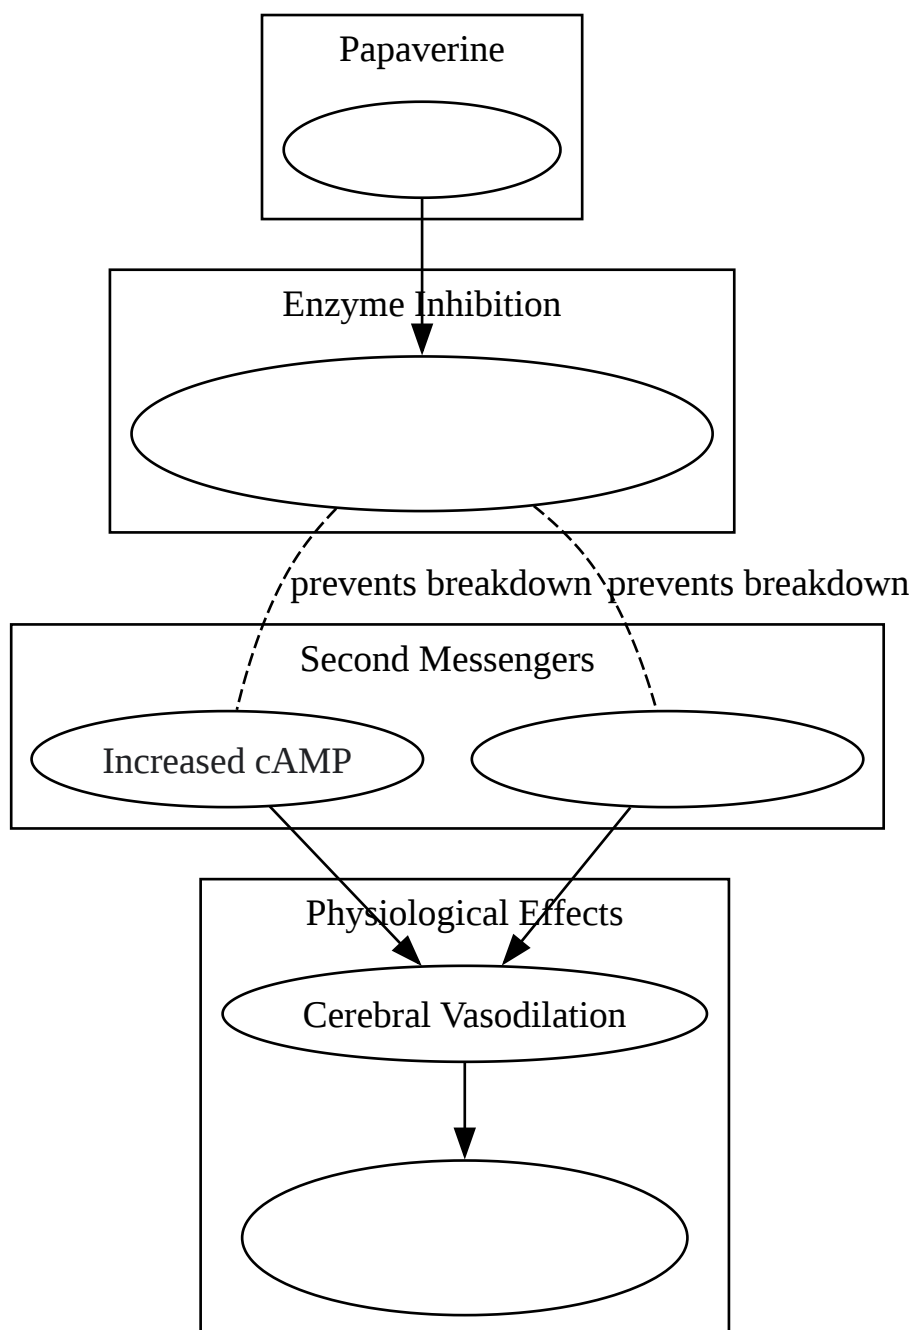 Papaverine
Enzyme Inhibition
prevents breakdown
prevents breakdown
Second Messengers
Increased cAMP
Physiological Effects
Cerebral Vasodilation